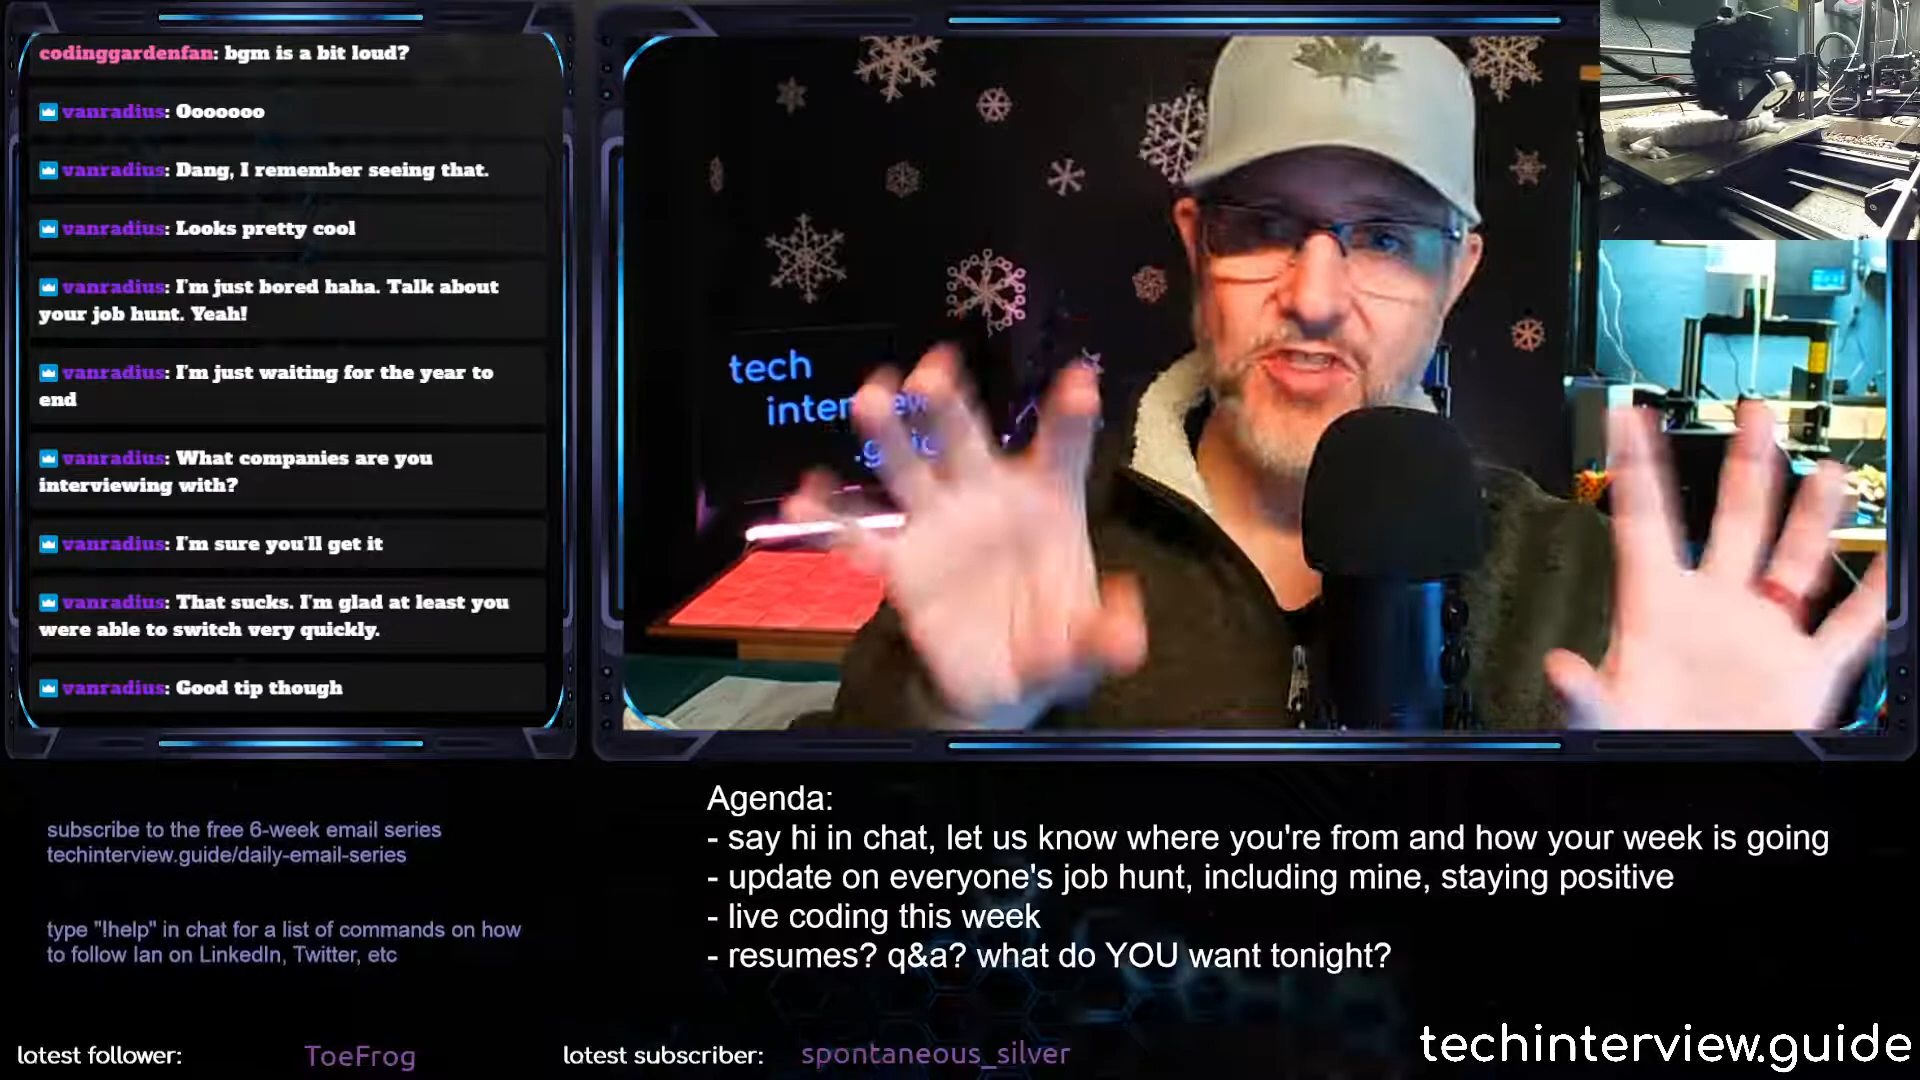 codinggardenfan: bgm is a bit loud?
vanradius: Ooooooo
vanradius: Dang, I remember seeing that.
vanradius: Looks pretty cool
vanradius: I'm just bored haha. Talk about
your job hunt. Yeah!
vanradius: I'm just waiting for the year to
end
vanradius: What companies are you
interviewing with?
vanradius: I'm sure you'll get it
vanradius: That sucks. I'm glad at least you
were able to switch very quickly.
vanradius: Good tip though
tech
subscribe to the free 6-week email series
techinterview.guide/daily-email-series
type "!help" in chat for a list of commands on how
to follow Ian on LinkedIn, Twitter, etc
Agenda:
- say hi in chat, let us know where you're from and how your week is going
- update on everyone's job hunt, including mine, staying positive
- live coding this week
- resumes? q&a? what do YOU want tonight?
latest follower: ToeFrog
latest subscriber: spontaneous_silver
techinterview.guide